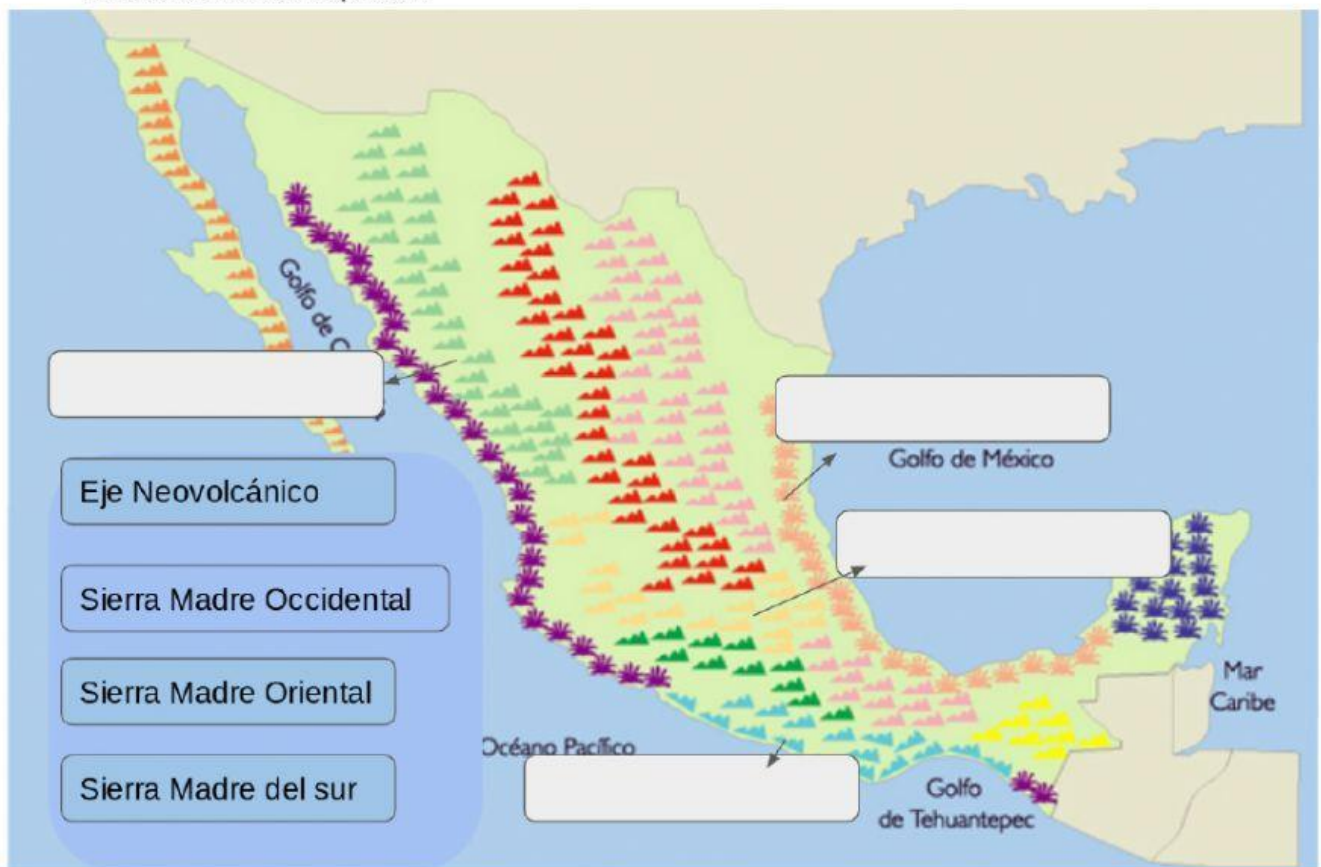 Golfo de C
Golfo de México
Eje Neovolcánico
Sierra Madre Occidental
Sierra Madre Oriental
Sierra Madre del sur
Mar
Caribe
Océano Pacífico
Golfo
de Tehuantepec